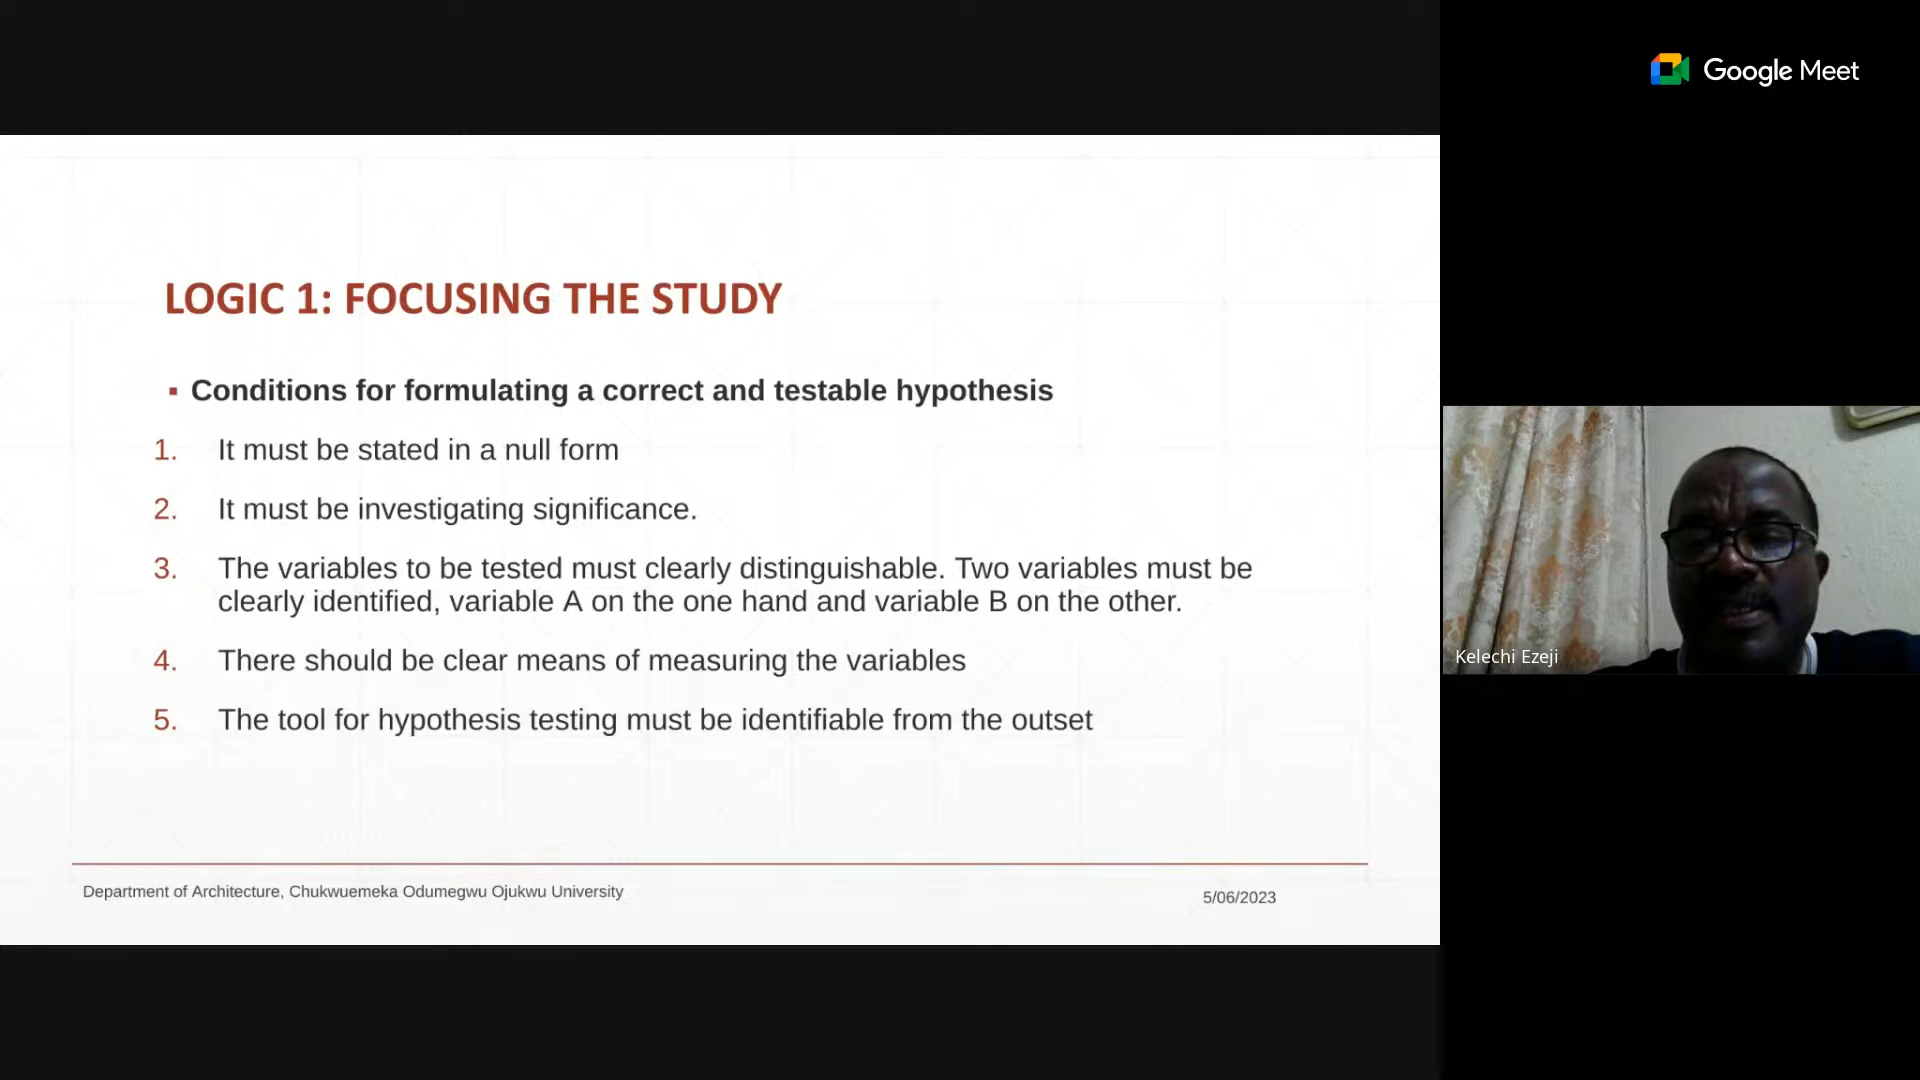 Google Meet
LOGIC 1: FOCUSING THE STUDY
▪ Conditions for formulating a correct and testable hypothesis
1. It must be stated in a null form
2. It must be investigating significance.
3. The variables to be tested must clearly distinguishable. Two variables must be
clearly identified, variable A on the one hand and variable B on the other.
4. There should be clear means of measuring the variables
5. The tool for hypothesis testing must be identifiable from the outset
Department of Architecture, Chukwuemeka Odumegwu Ojukwu University
5/06/2023
Kelechi Ezeji